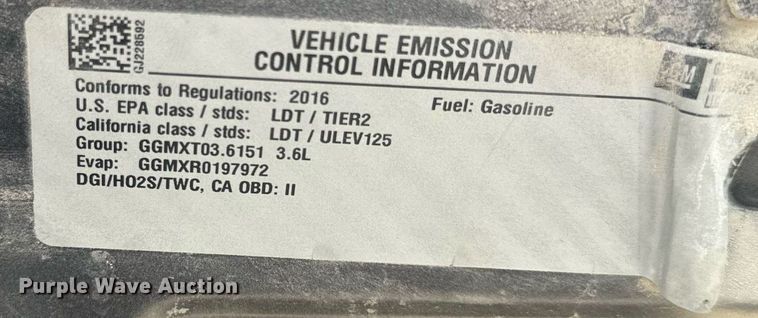 GJ228592
VEHICLE EMISSION
CONTROL INFORMATION
GM
Conforms to Regulations: 2016
Fuel: Gasoline
U.S. EPA class / stds: LDT / TIER2
California class / stds: LDT / ULEV125
Group: GGMXT03.6151 3.6L
Evap: GGMXR0197972
DGI/HO2S/TWC, CA OBD: II
Purple Wave Auction